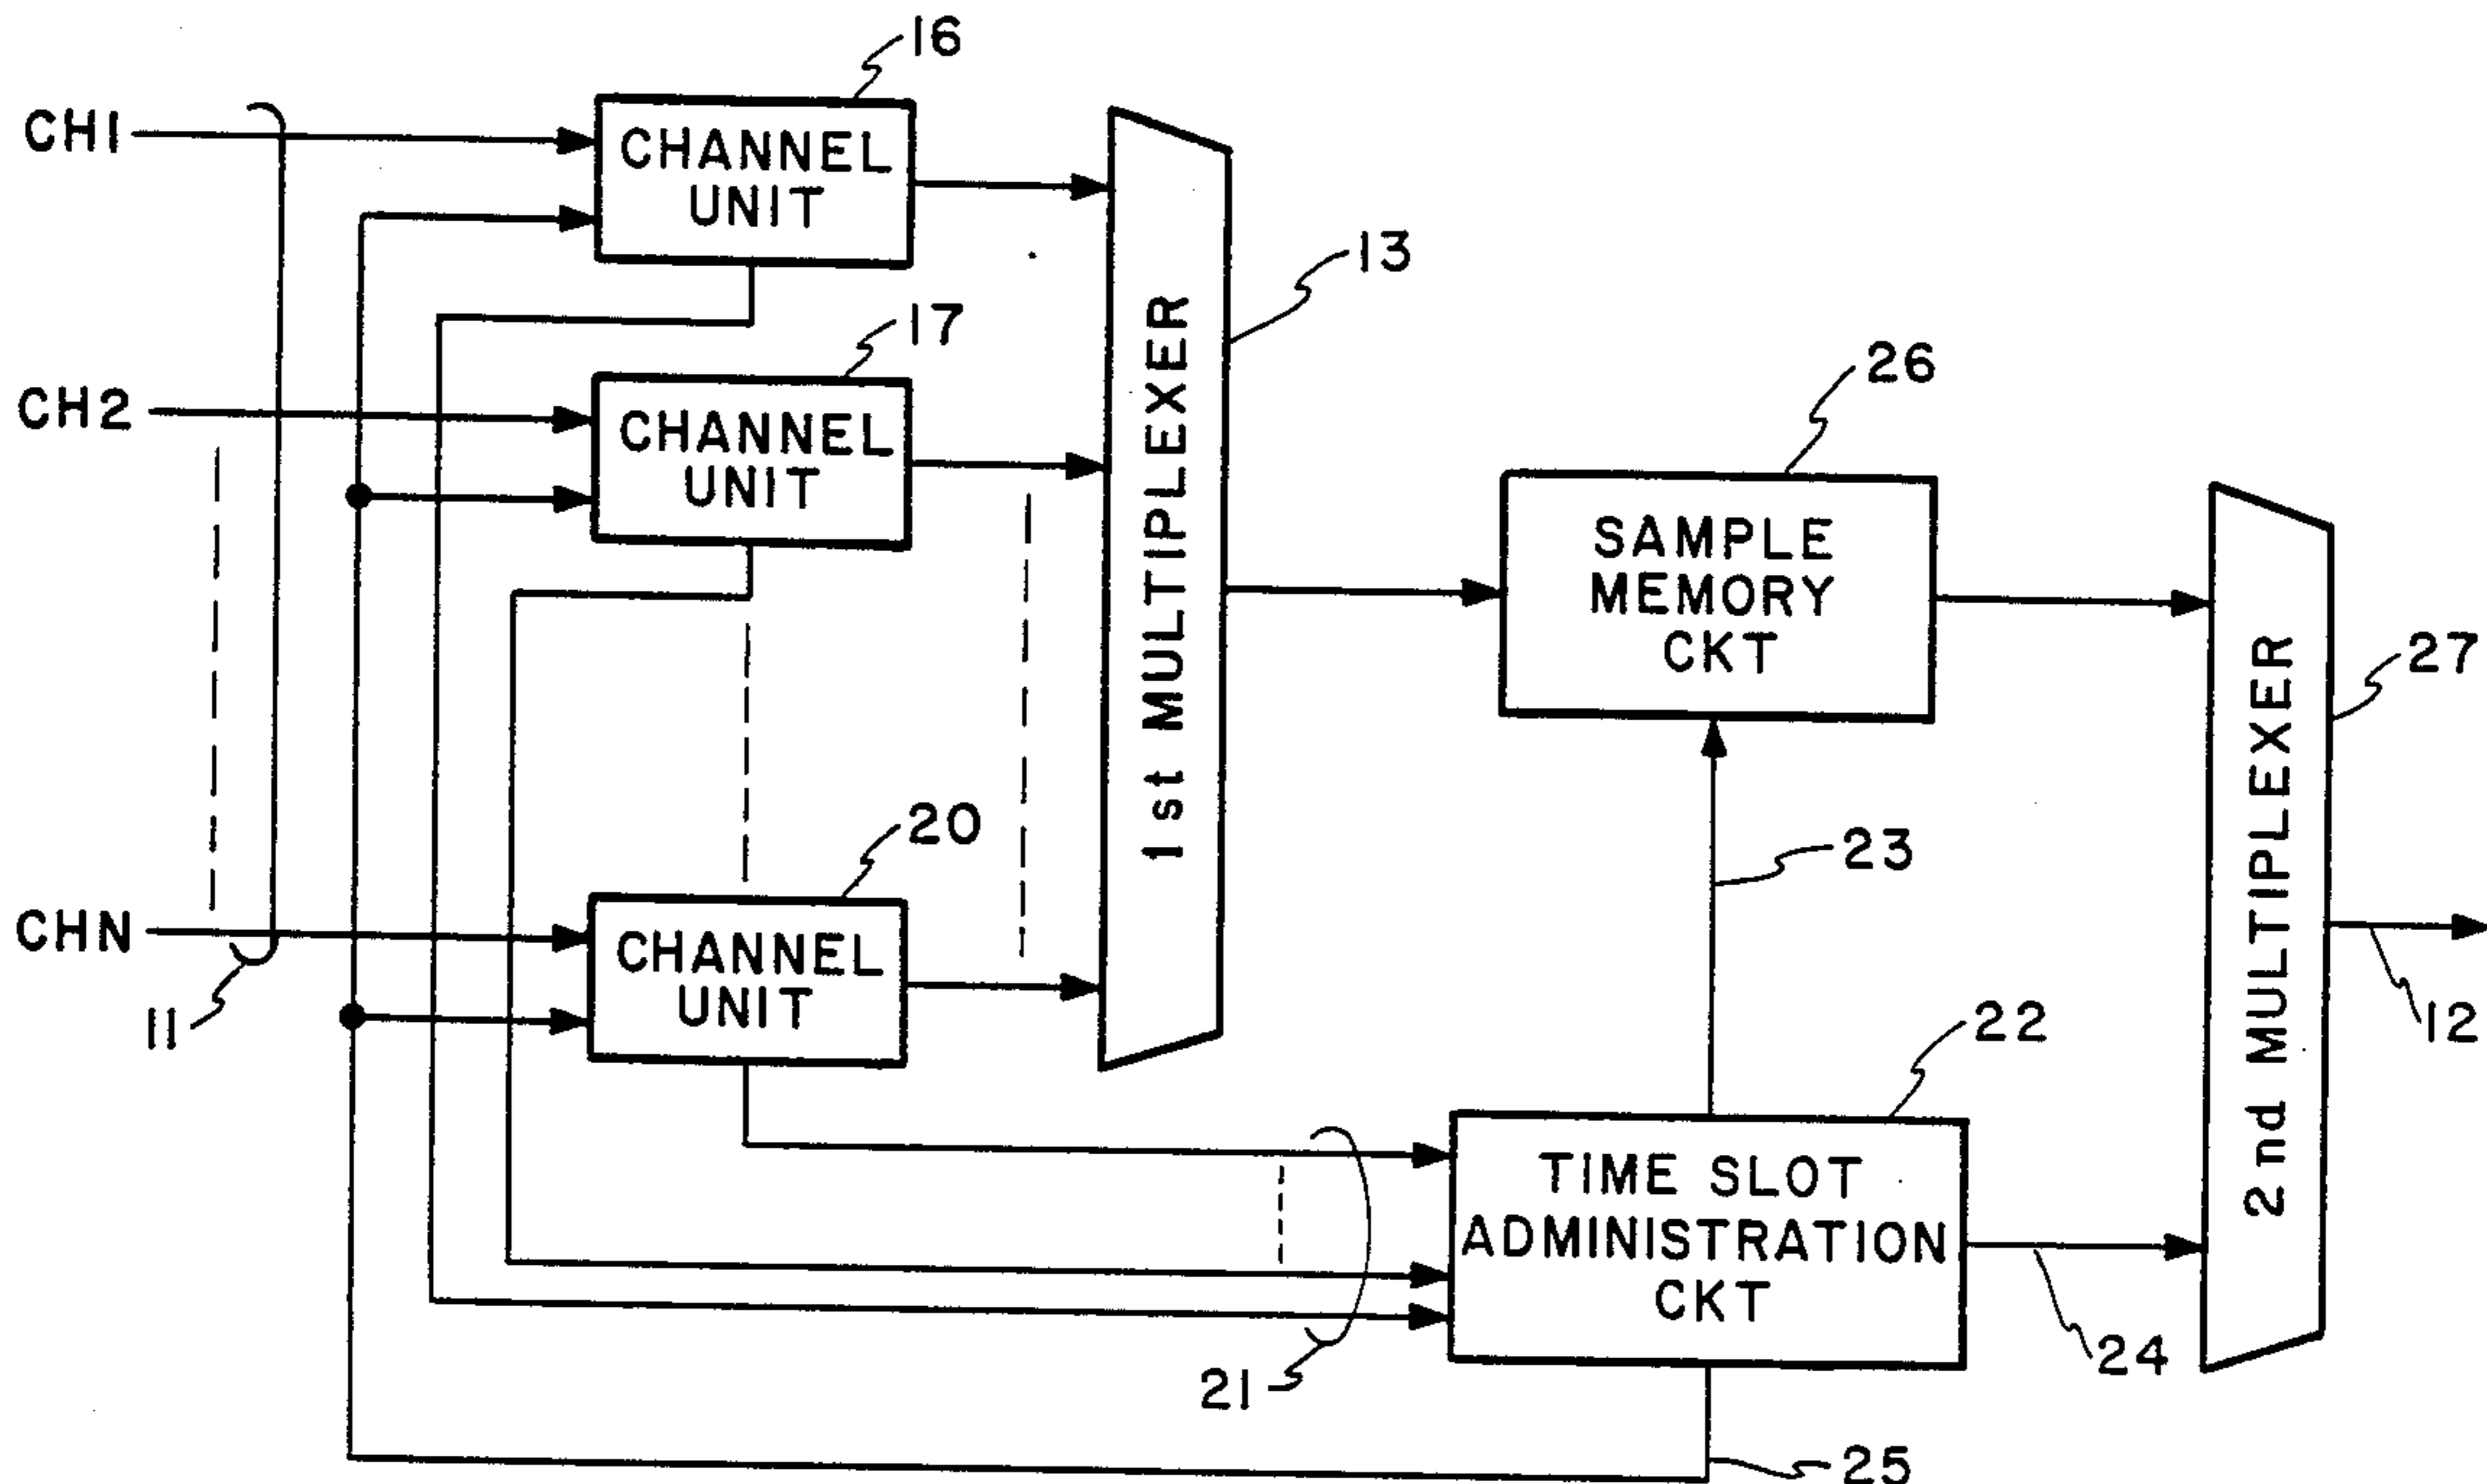 16
CH1
CHANNEL
UNIT
13
17
CH2
CHANNEL
UNIT
1st MULTIPLEXER
26
SAMPLE
MEMORY
CKT
27
2nd MULTIPLEXER
20
23
CHN
CHANNEL
UNIT
11
12
22
TIME SLOT
ADMINISTRATION
CKT
21
24
25